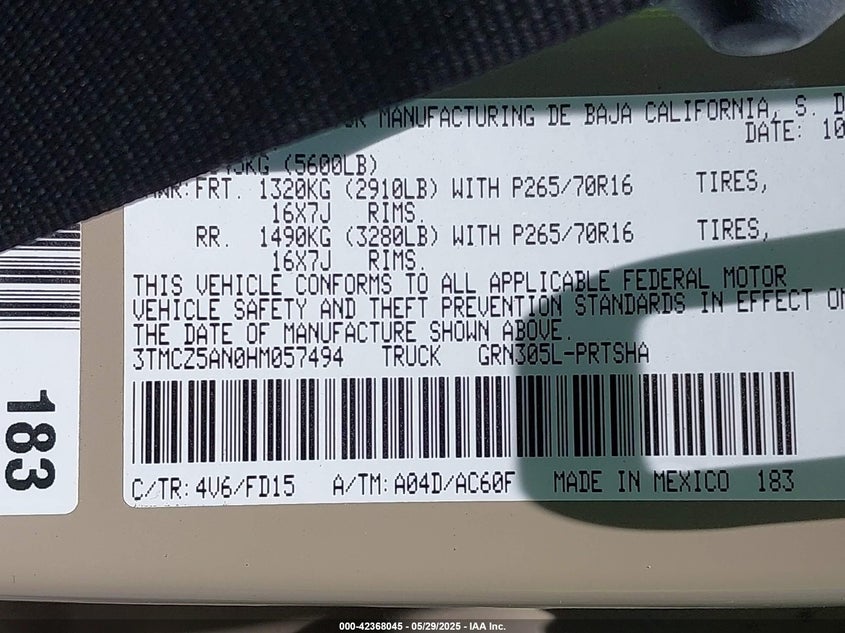 MANUFACTURING DE BAJA CALIFORNIA, S. D
DATE: 10
(5600LB)
FRT. 1320KG (2910LB) WITH P265/70R16 TIRES,
16X7J RIMS.
RR. 1490KG (3280LB) WITH P265/70R16 TIRES,
16X7J RIMS.
THIS VEHICLE CONFORMS TO ALL APPLICABLE FEDERAL MOTOR
VEHICLE SAFETY AND THEFT PREVENTION STANDARDS IN EFFECT ON
THE DATE OF MANUFACTURE SHOWN ABOVE.
3TMCZ5AN0HM057494 TRUCK GRN305L-PRTSHA
C/TR: 4V6/FD15 A/TM: A04D/AC60F MADE IN MEXICO 183
183
000-42368045 - 05/29/2025 - IAA Inc.